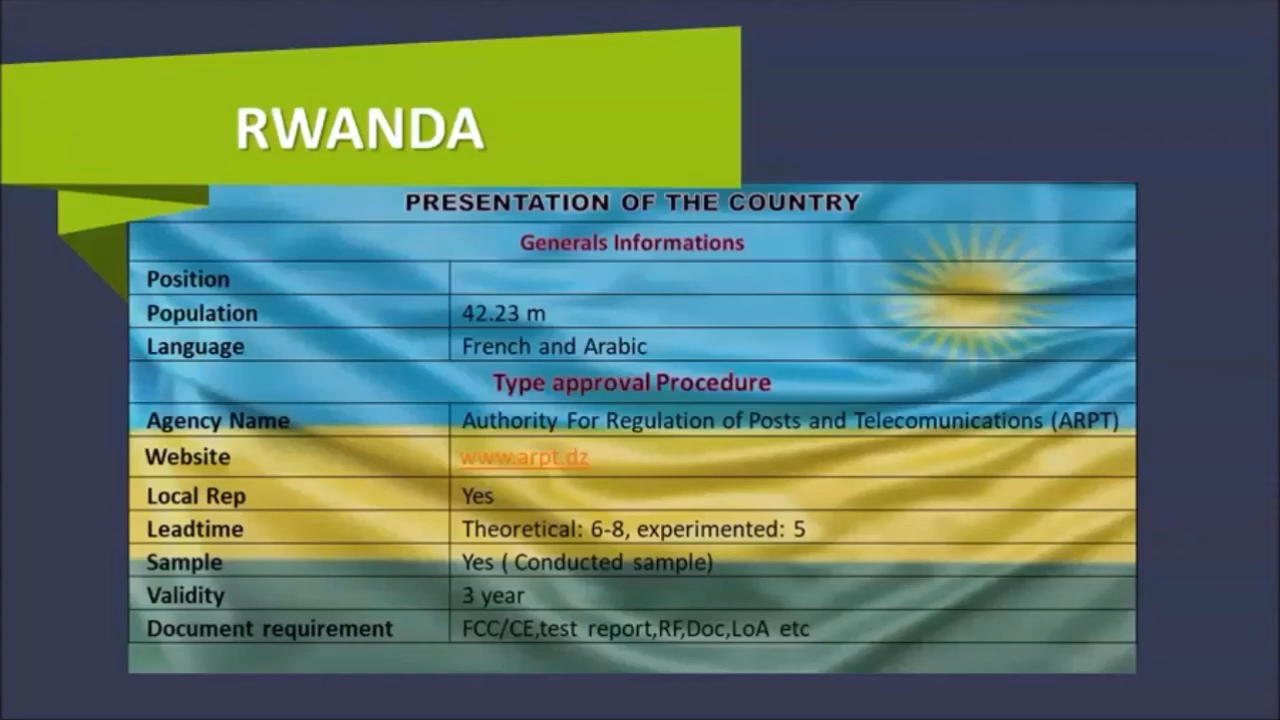 RWANDA
PRESENTATION OF THE COUNTRY
Generals Informations
Position
Population 42.23 m
Language French and Arabic
Type approval Procedure
Agency Name Authority For Regulation of Posts and Telecomunications (ARPT)
Website www.arpt.dz
Local Rep Yes
Leadtime Theoretical: 6-8, experimented: 5
Sample Yes ( Conducted sample)
Validity 3 year
Document requirement FCC/CE,test report,RF,Doc,LoA etc